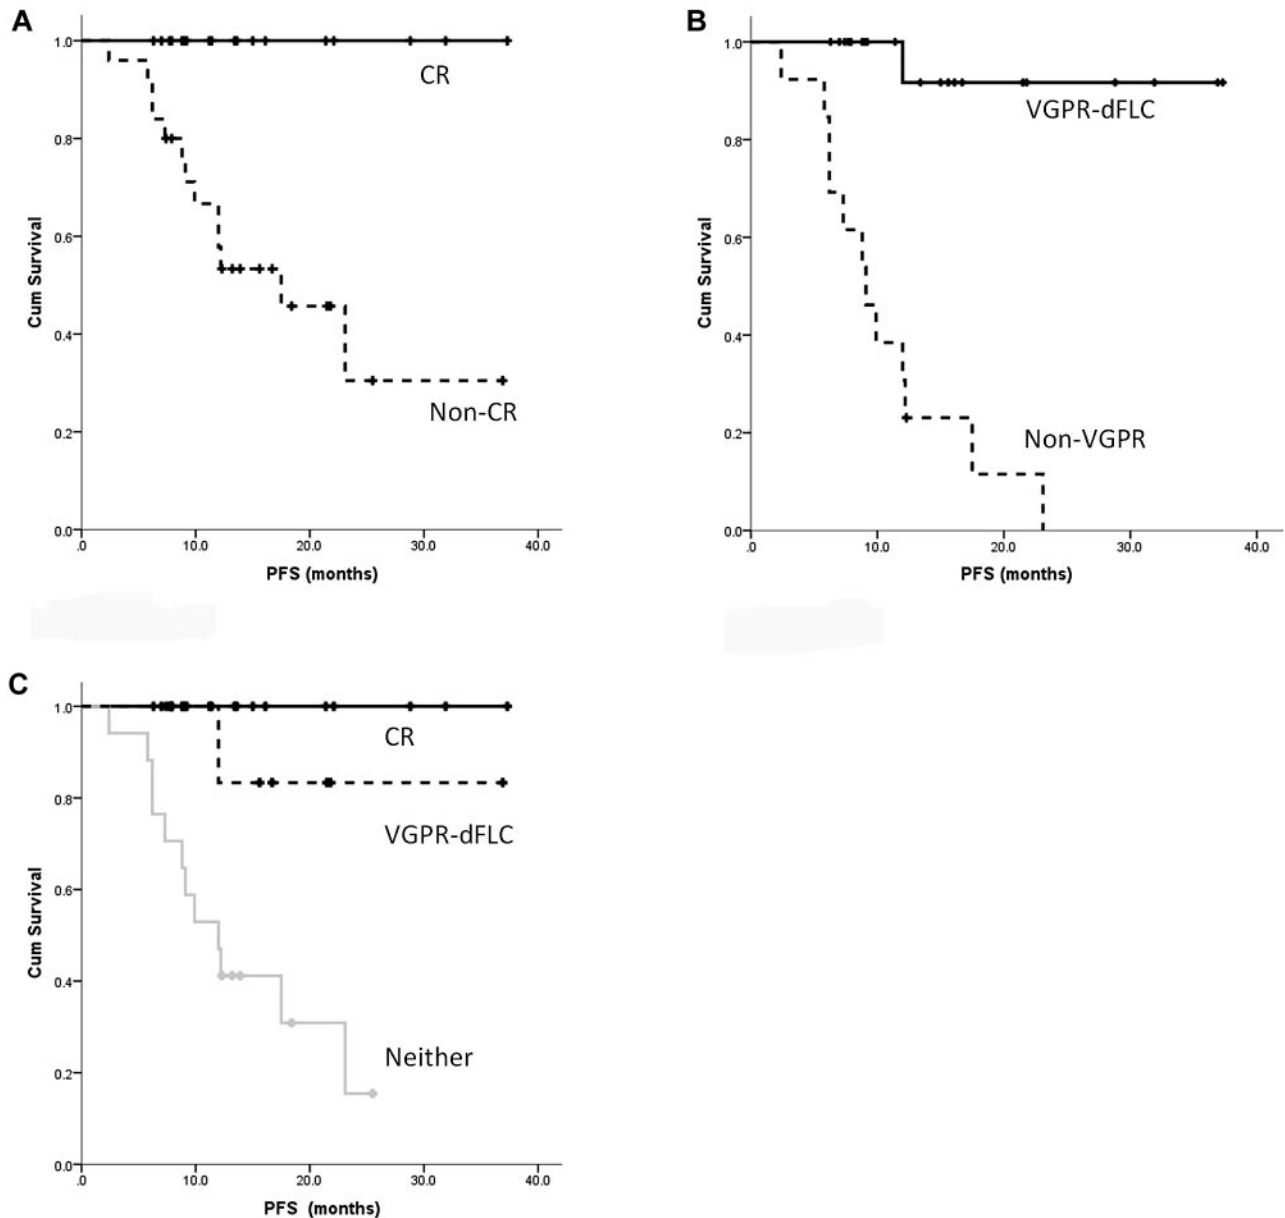 A
Cum Survival
1.0
0.8
0.6
0.4
0.2
0.0
CR
Non-CR
.0 10.0 20.0 30.0 40.0
PFS (months)
B
Cum Survival
1.0
0.8
0.6
0.4
0.2
0.0
VGPR-dFLC
Non-VGPR
.0 10.0 20.0 30.0 40.0
PFS (months)
C
Cum Survival
1.0
0.8
0.6
0.4
0.2
0.0
CR
VGPR-dFLC
Neither
.0 10.0 20.0 30.0 40.0
PFS (months)